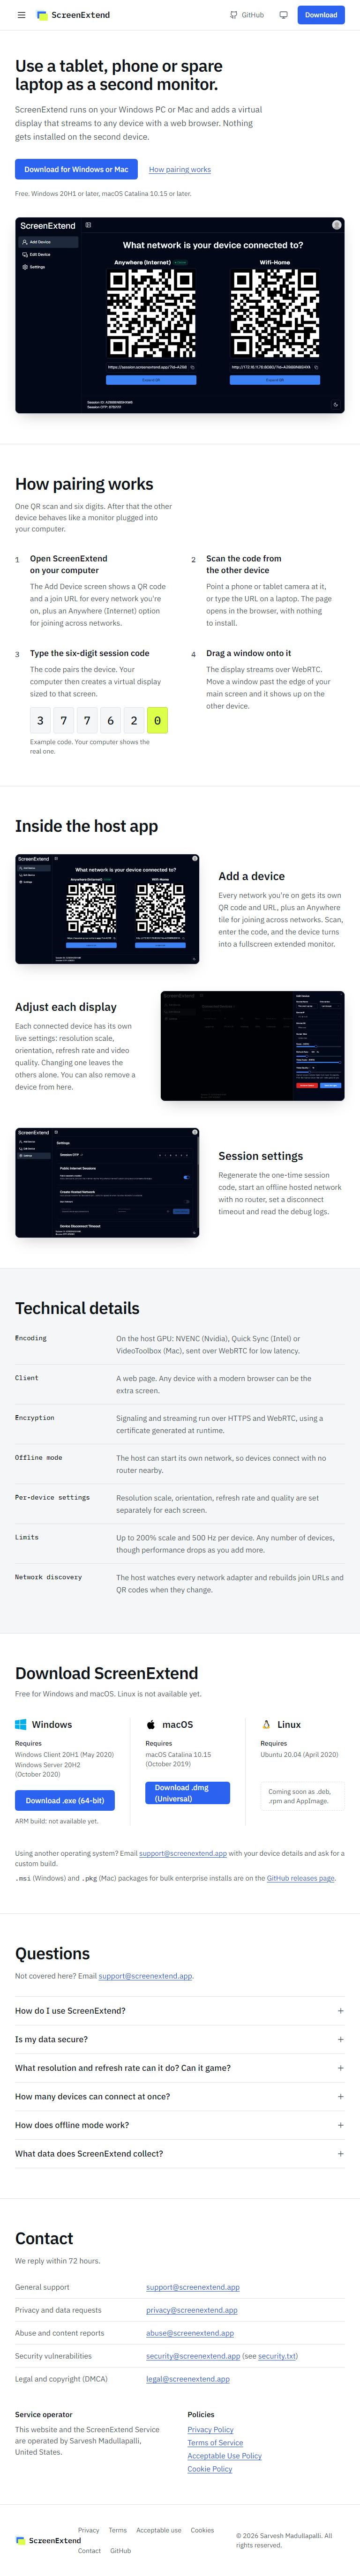 ScreenExtend
GitHub
Download
Use a tablet, phone or spare
laptop as a second monitor.
ScreenExtend runs on your Windows PC or Mac and adds a virtual
display that streams to any device with a web browser. Nothing
gets installed on the second device.
Download for Windows or Mac
How pairing works
Free. Windows 20H1 or later, macOS Catalina 10.15 or later.
ScreenExtend
Add Device
Edit Device
Settings
What network is your device connected to?
Anywhere (Internet)
Wifi-Home
How pairing works
One QR scan and six digits. After that the other
device behaves like a monitor plugged into
your computer.
1
Open ScreenExtend
on your computer
The Add Device screen shows a QR code
and a join URL for every network you're
on, plus an Anywhere (Internet) option
for joining across networks.
2
Scan the code from
the other device
Point a phone or tablet camera at it,
or type the URL on a laptop. The page
opens in the browser, with nothing
to install.
3
Type the six-digit session code
The code pairs the device. Your
computer then creates a virtual display
sized to that screen.
3 7 7 6 2 0
Example code. Your computer shows the
real one.
4
Drag a window onto it
The display streams over WebRTC.
Move a window past the edge of your
main screen and it shows up on the
other device.
Inside the host app
ScreenExtend
What network is your device connected to?
Anywhere (Internet)
Wifi-Home
Add a device
Every network you're on gets its own
QR code and URL, plus an Anywhere
tile for joining across networks. Scan,
enter the code, and the device turns
into a fullscreen extended monitor.
Adjust each display
Each connected device has its own
live settings: resolution scale,
orientation, refresh rate and video
quality. Changing one leaves the
others alone. You can also remove a
device from here.
ScreenExtend
Settings
Session OTP
Public Internet Sessions
Create Hosted Network
Device Disconnect Timeout
Session settings
Regenerate the one-time session
code, start an offline hosted network
with no router, set a disconnect
timeout and read the debug logs.
Technical details
Encoding
On the host GPU: NVENC (Nvidia), Quick Sync (Intel) or
VideoToolbox (Mac), sent over WebRTC for low latency.
Client
A web page. Any device with a modern browser can be the
extra screen.
Encryption
Signaling and streaming run over HTTPS and WebRTC, using a
certificate generated at runtime.
Offline mode
The host can start its own network, so devices connect with no
router nearby.
Per-device settings
Resolution scale, orientation, refresh rate and quality are set
separately for each screen.
Limits
Up to 200% scale and 500 Hz per device. Any number of devices,
though performance drops as you add more.
Network discovery
The host watches every network adapter and rebuilds join URLs and
QR codes when they change.
Download ScreenExtend
Free for Windows and macOS. Linux is not available yet.
Windows
Requires
Windows Client 20H1 (May 2020)
Windows Server 20H2
(October 2020)
Download .exe (64-bit)
ARM build: not available yet.
macOS
Requires
macOS Catalina 10.15
(October 2019)
Download .dmg
(Universal)
Linux
Requires
Ubuntu 20.04 (April 2020)
Coming soon as .deb,
.rpm and AppImage.
Using another operating system? Email support@screenextend.app with your device details and ask for a
custom build.
.msi (Windows) and .pkg (Mac) packages for bulk enterprise installs are on the GitHub releases page.
Questions
Not covered here? Email support@screenextend.app.
How do I use ScreenExtend?
Is my data secure?
What resolution and refresh rate can it do? Can it game?
How many devices can connect at once?
How does offline mode work?
What data does ScreenExtend collect?
Contact
We reply within 72 hours.
General support
support@screenextend.app
Privacy and data requests
privacy@screenextend.app
Abuse and content reports
abuse@screenextend.app
Security vulnerabilities
security@screenextend.app (see security.txt)
Legal and copyright (DMCA)
legal@screenextend.app
Service operator
This website and the ScreenExtend Service
are operated by Sarvesh Madullapalli,
United States.
Policies
Privacy Policy
Terms of Service
Acceptable Use Policy
Cookie Policy
ScreenExtend
Privacy Terms Acceptable use Cookies
Contact GitHub
© 2026 Sarvesh Madullapalli. All
rights reserved.